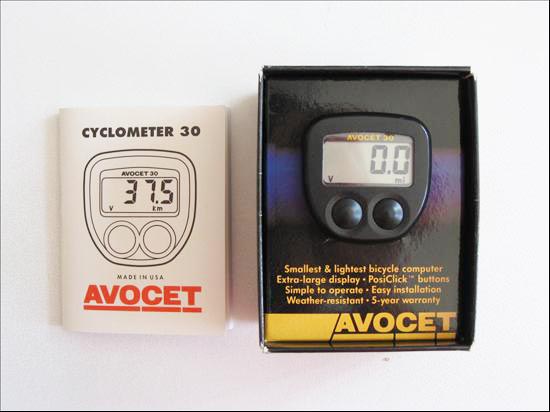 CYCLOMETER 30
AVOCET 30
37.5
V km
MADE IN USA
AVOCET
AVOCET 30
0.0
V mi
Smallest & lightest bicycle computer
Extra-large display • PosiClick™ buttons
Simple to operate • Easy installation
Weather-resistant • 5-year warranty
AVOCET